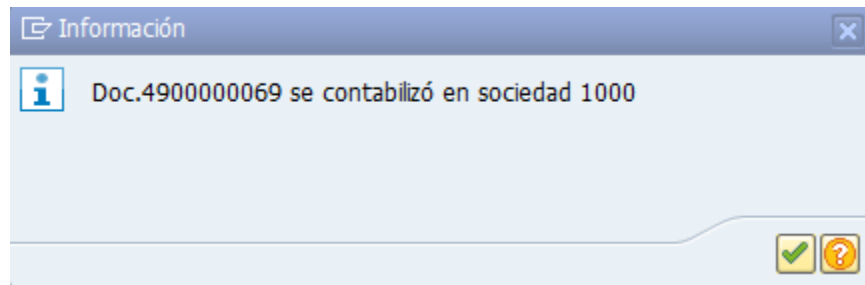 Información
Doc.4900000069 se contabilizó en sociedad 1000